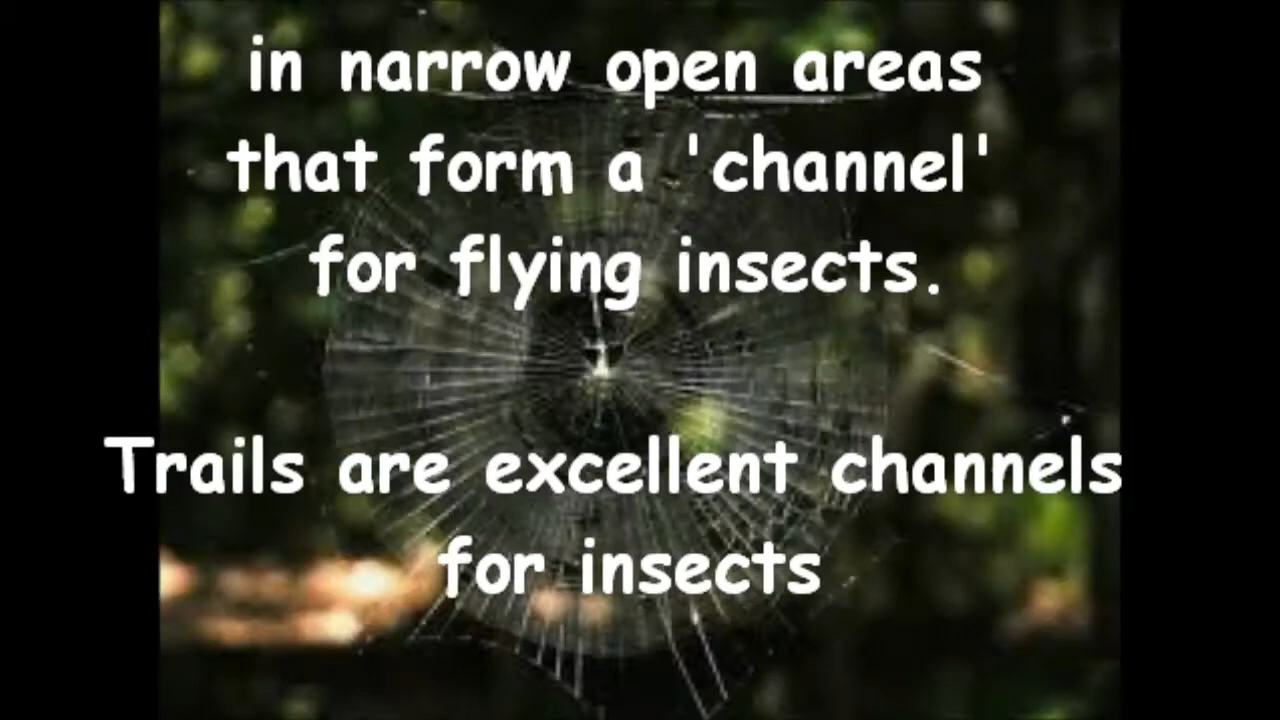 in narrow open areas
that form a 'channel'
for flying insects.
Trails are excellent channels
for insects